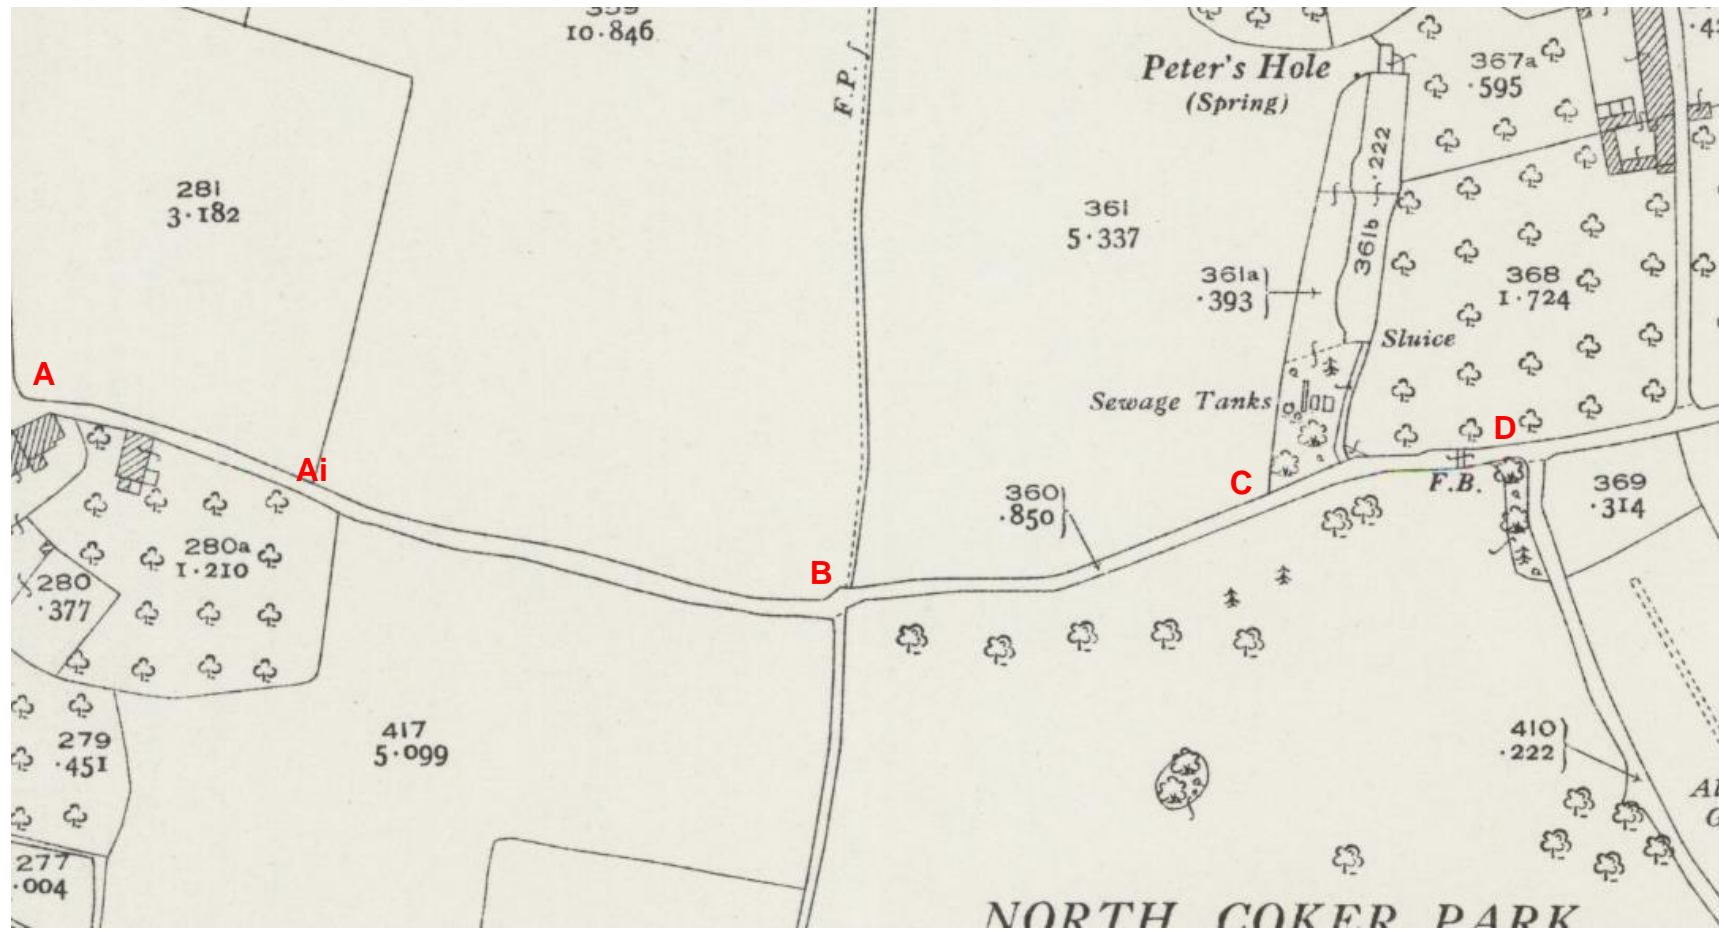 359
10·846
F.P.
Peter's Hole
(Spring)
367a
·595
·222
281
3·182
361
5·337
361b
361a
·393
368
1·724
Sluice
A
Sewage Tanks
D
Ai
C
F.B.
360
·850
369
·314
280a
1·210
B
280
·377
417
5·099
279
·451
410
·222
277
·004
NORTH COKER PARK